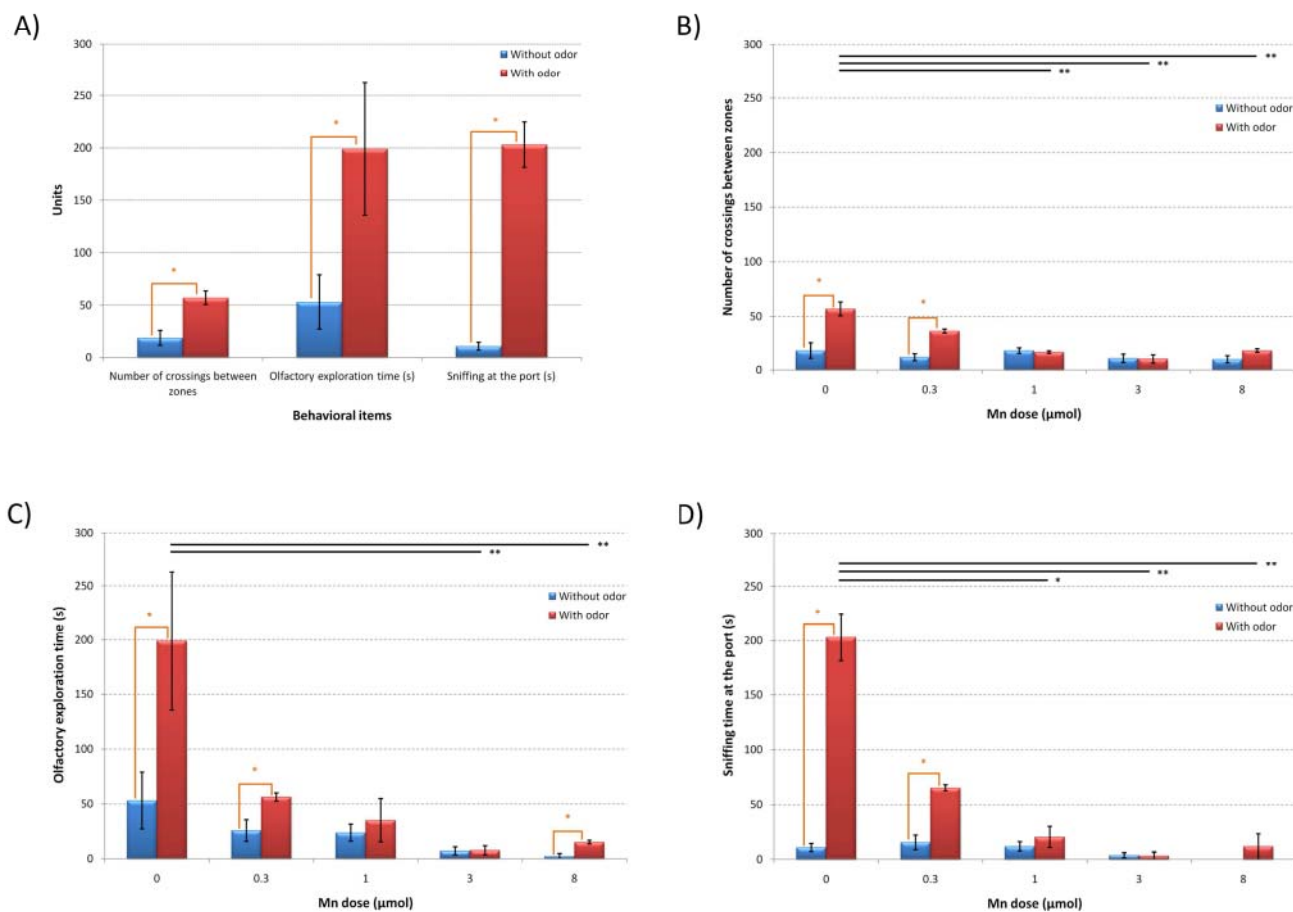 A)
300
250
200
150
100
50
0
Units
Without odor
With odor
*
*
*
Number of crossings between zones
Olfactory exploration time (s)
Sniffing at the port (s)
Behavioral items
B)
300
250
200
150
100
50
0
Number of crossings between zones
**
**
**
Without odor
With odor
*
*
0
0.3
1
3
8
Mn dose (µmol)
C)
300
250
200
150
100
50
0
Olfactory exploration time (s)
**
**
Without odor
With odor
*
*
*
0
0.3
1
3
8
Mn dose (µmol)
D)
300
250
200
150
100
50
0
Sniffing time at the port (s)
**
**
*
Without odor
With odor
*
*
0
0.3
1
3
8
Mn dose (µmol)